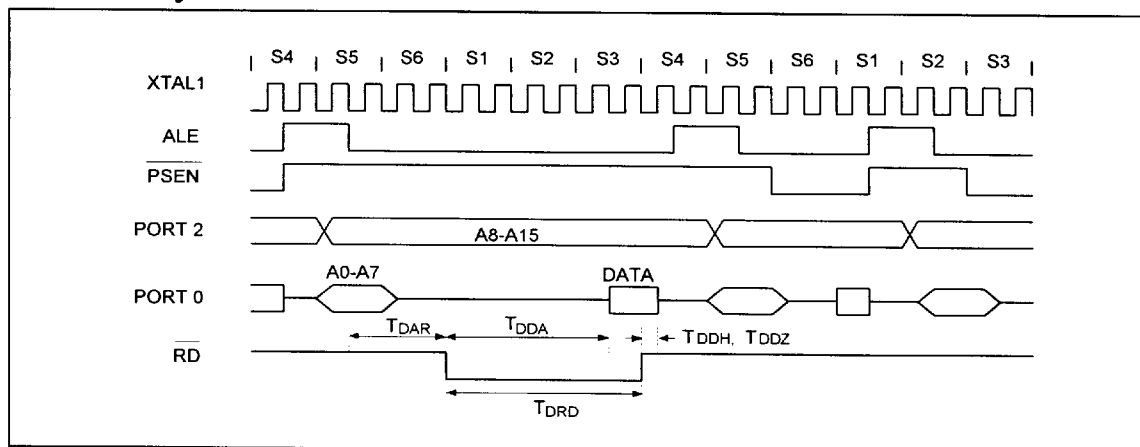 S4 S5 S6 S1 S2 S3 S4 S5 S6 S1 S2 S3
XTAL1
ALE
PSEN
PORT 2
A8-A15
A0-A7
DATA
PORT 0
TDAR
TDDA
TDDH, TDDZ
RD
TDRD